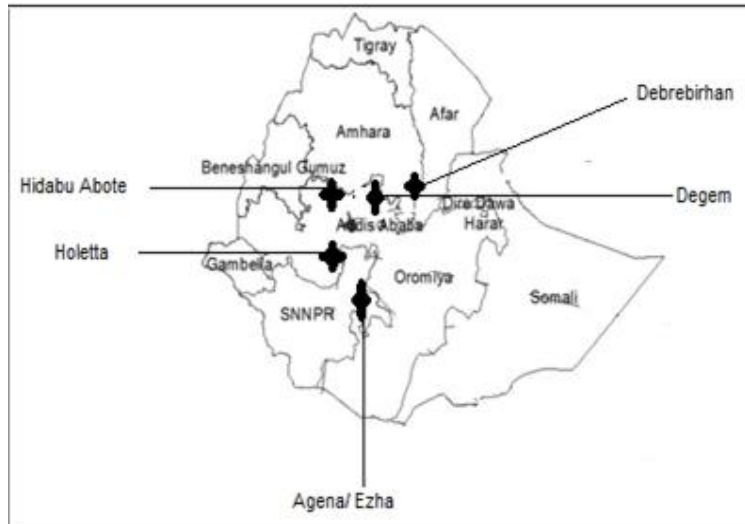 Tigray
Debrebirhan
Afar
Amhara
Beneshangul Gumuz
Hidabu Abote
Degem
Dire Dawa
Addis Ababa
Harar
Holetta
Gambella
Oromiya
Somali
SNNPR
Agena/ Ezha